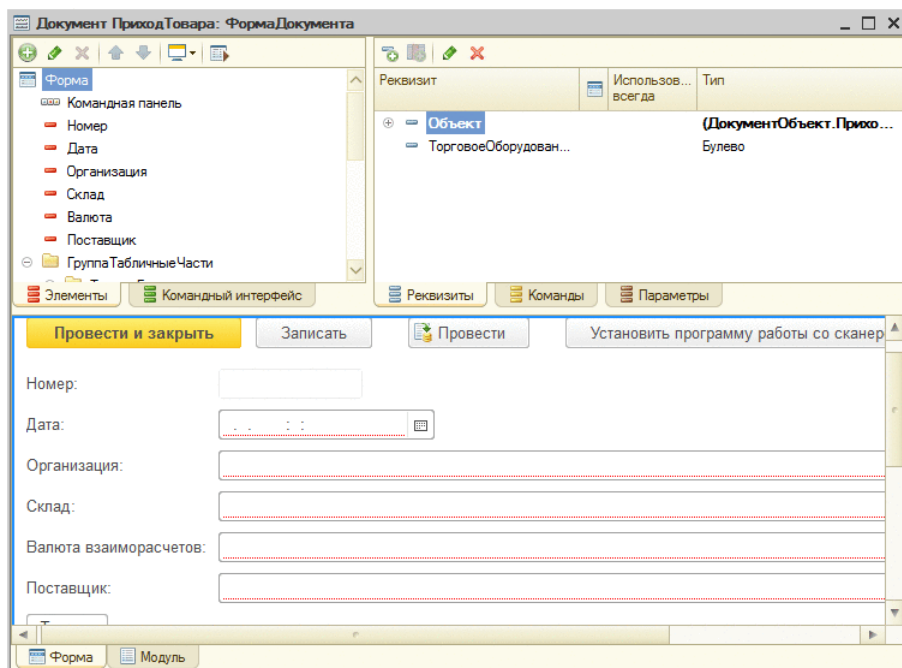 Документ ПриходТовара: ФормаДокумента
Форма
Командная панель
Номер
Дата
Организация
Склад
Валюта
Поставщик
ГруппаТабличныеЧасти
Элементы
Командный интерфейс
Реквизит
Использов...
всегда
Тип
Объект
(ДокументОбъект.Прихо...
ТорговоеОборудован...
Булево
Реквизиты
Команды
Параметры
Провести и закрыть
Записать
Провести
Установить программу работы со сканер
Номер:
Дата:
. . : :
Организация:
Склад:
Валюта взаиморасчетов:
Поставщик:
Форма
Модуль